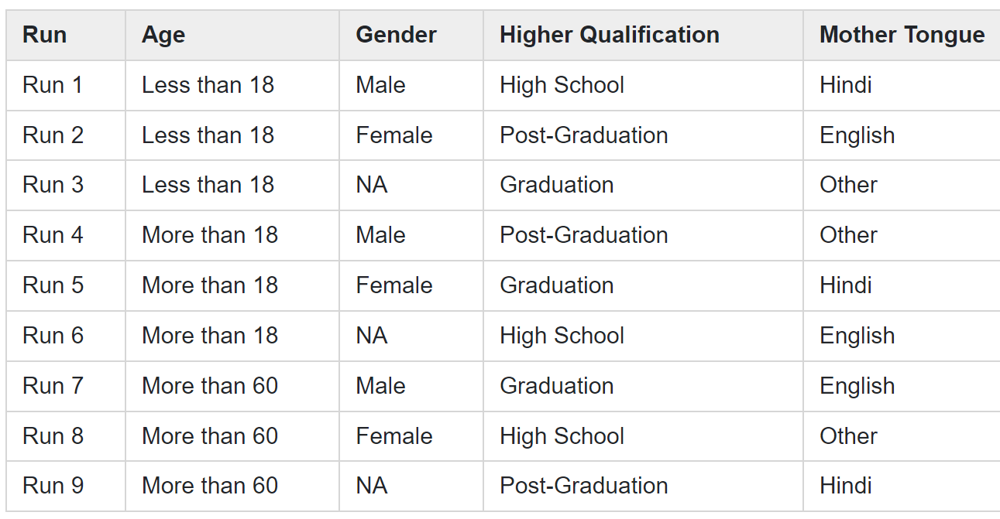 Run Age Gender Higher Qualification Mother Tongue
Run 1 Less than 18 Male High School Hindi
Run 2 Less than 18 Female Post-Graduation English
Run 3 Less than 18 NA Graduation Other
Run 4 More than 18 Male Post-Graduation Other
Run 5 More than 18 Female Graduation Hindi
Run 6 More than 18 NA High School English
Run 7 More than 60 Male Graduation English
Run 8 More than 60 Female High School Other
Run 9 More than 60 NA Post-Graduation Hindi